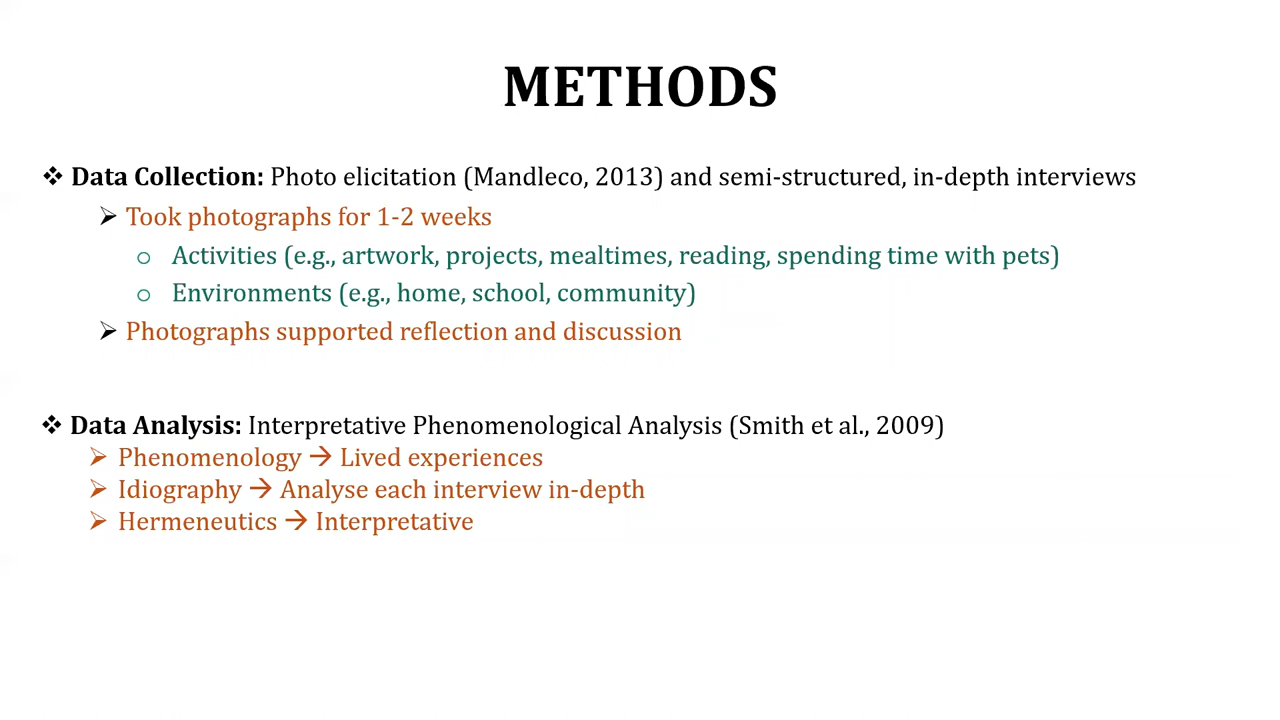 METHODS
❖ Data Collection: Photo elicitation (Mandleco, 2013) and semi-structured, in-depth interviews
➢ Took photographs for 1-2 weeks
o Activities (e.g., artwork, projects, mealtimes, reading, spending time with pets)
o Environments (e.g., home, school, community)
➢ Photographs supported reflection and discussion
❖ Data Analysis: Interpretative Phenomenological Analysis (Smith et al., 2009)
➢ Phenomenology → Lived experiences
➢ Idiography → Analyse each interview in-depth
➢ Hermeneutics → Interpretative